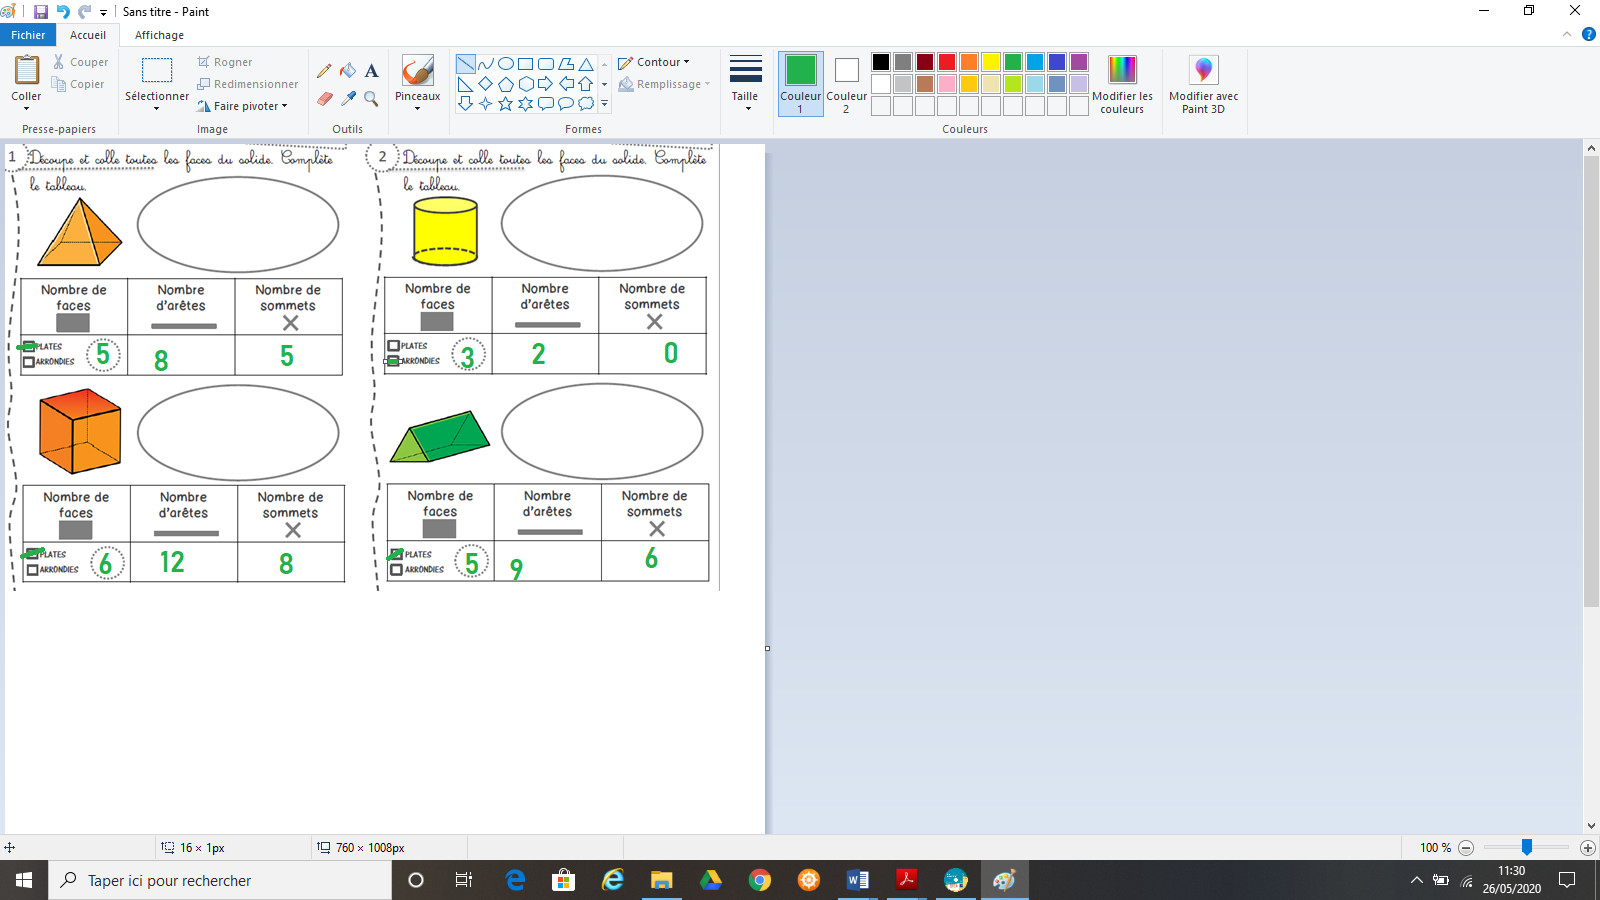 Sans titre - Paint
Fichier Accueil Affichage
Coller
Couper
Copier
Presse-papiers
Sélectionner
Rogner
Redimensionner
Faire pivoter
Image
A
Outils
Pinceaux
Contour
Remplissage
Formes
Taille
Couleur 1
Couleur 2
Modifier les couleurs
Couleurs
Modifier avec Paint 3D
1 Découpe et colle toutes les faces du solide. Complète
le tableau.
Nombre de faces
Nombre d'arêtes
Nombre de sommets
PLATES
ARRONDIES
5 8 5
Nombre de faces
Nombre d'arêtes
Nombre de sommets
PLATES
ARRONDIES
6 12 8
2 Découpe et colle toutes les faces du solide. Complète
le tableau.
Nombre de faces
Nombre d'arêtes
Nombre de sommets
PLATES
ARRONDIES
3 2 0
Nombre de faces
Nombre d'arêtes
Nombre de sommets
PLATES
ARRONDIES
5 9 6
16 × 1px
760 × 1008px
100 %
Taper ici pour rechercher
11:30
26/05/2020